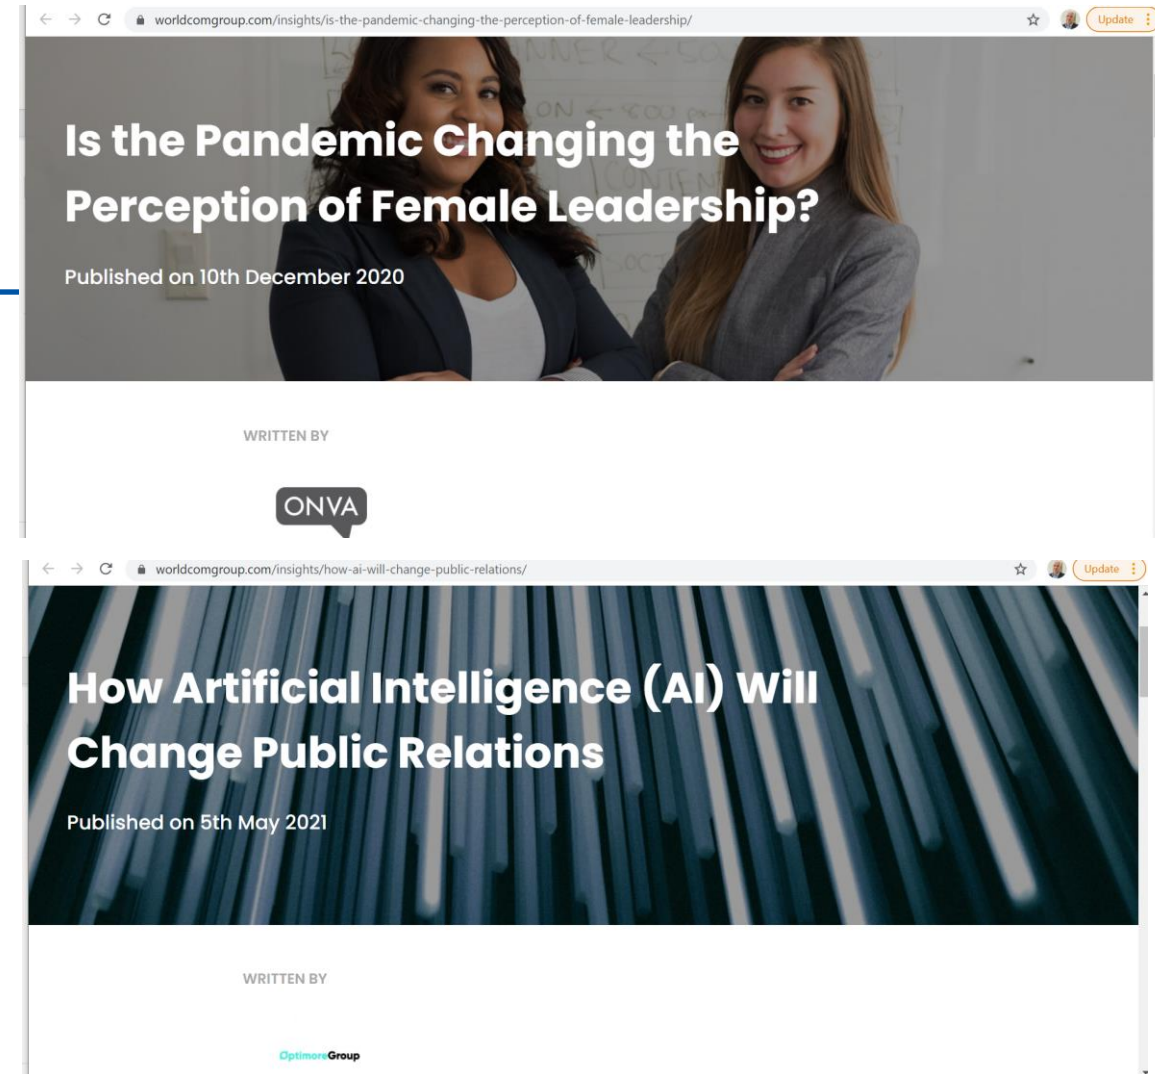 worldcomgroup.com/insights/is-the-pandemic-changing-the-perception-of-female-leadership/
Update
Is the Pandemic Changing the
Perception of Female Leadership?
Published on 10th December 2020
WRITTEN BY
ONVA
worldcomgroup.com/insights/how-ai-will-change-public-relations/
Update
How Artificial Intelligence (AI) Will
Change Public Relations
Published on 5th May 2021
WRITTEN BY
OptimoreGroup